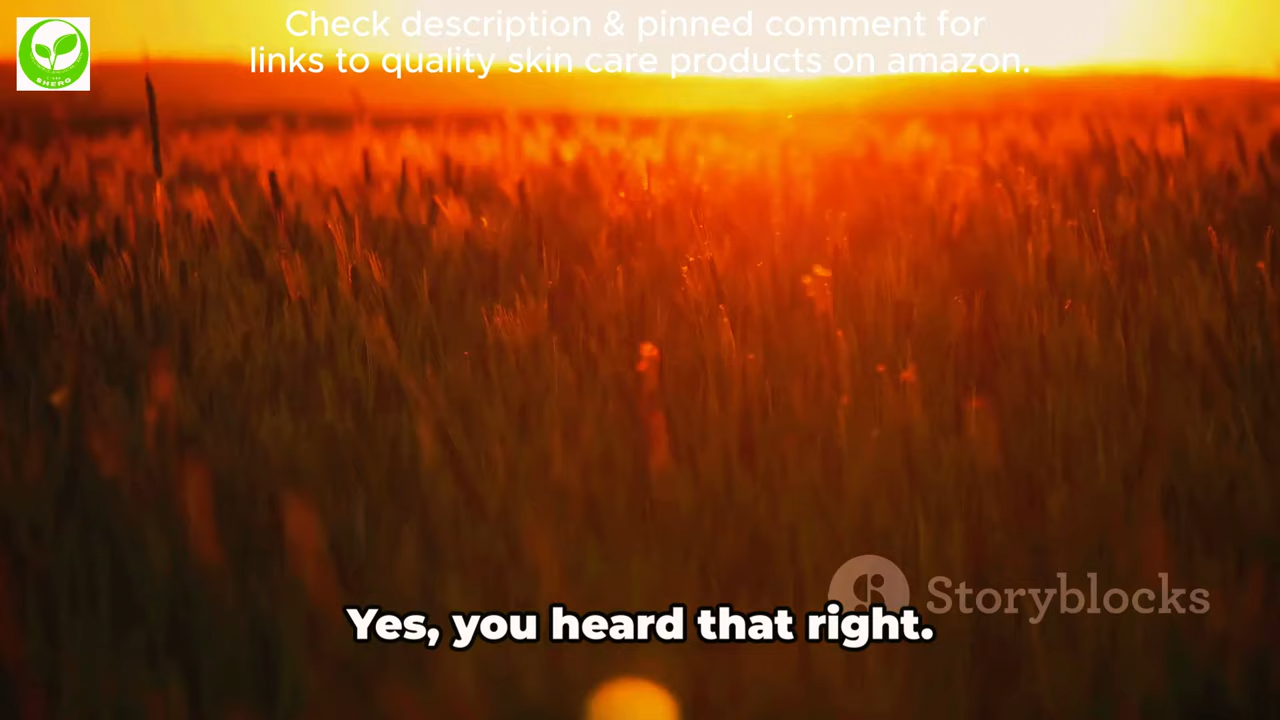 Check description & pinned comment for
links to quality skin care products on amazon.
SHERO
Storyblocks
Yes, you heard that right.